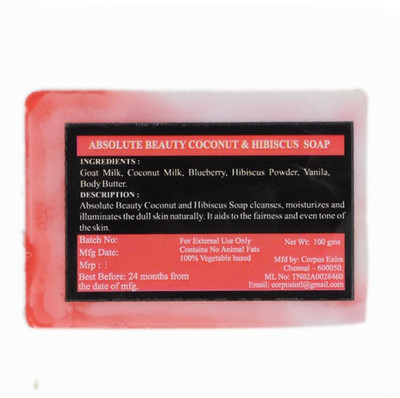 ABSOLUTE BEAUTY COCONUT & HIBISCUS SOAP
INGREDIENTS :
Goat Milk, Coconut Milk, Blueberry, Hibiscus Powder, Vanila,
Body Butter.
DESCRIPTION :
Absolute Beauty Coconut and Hibiscus Soap cleanses, moisturizes and
illuminates the dull skin naturally. It aids to the fairness and even tone of
the skin.
Batch No:
Mfg Date:
Mrp :
Best Before: 24 months from
the date of mfg.
For External Use Only
Contains No Animal Fats
100% Vegetable based
Net Wt: 100 gms
Mfd by: Corpus Exim
Chennai – 600050.
ML No: TN02A0028460
Email: corpusintl@gmail.com